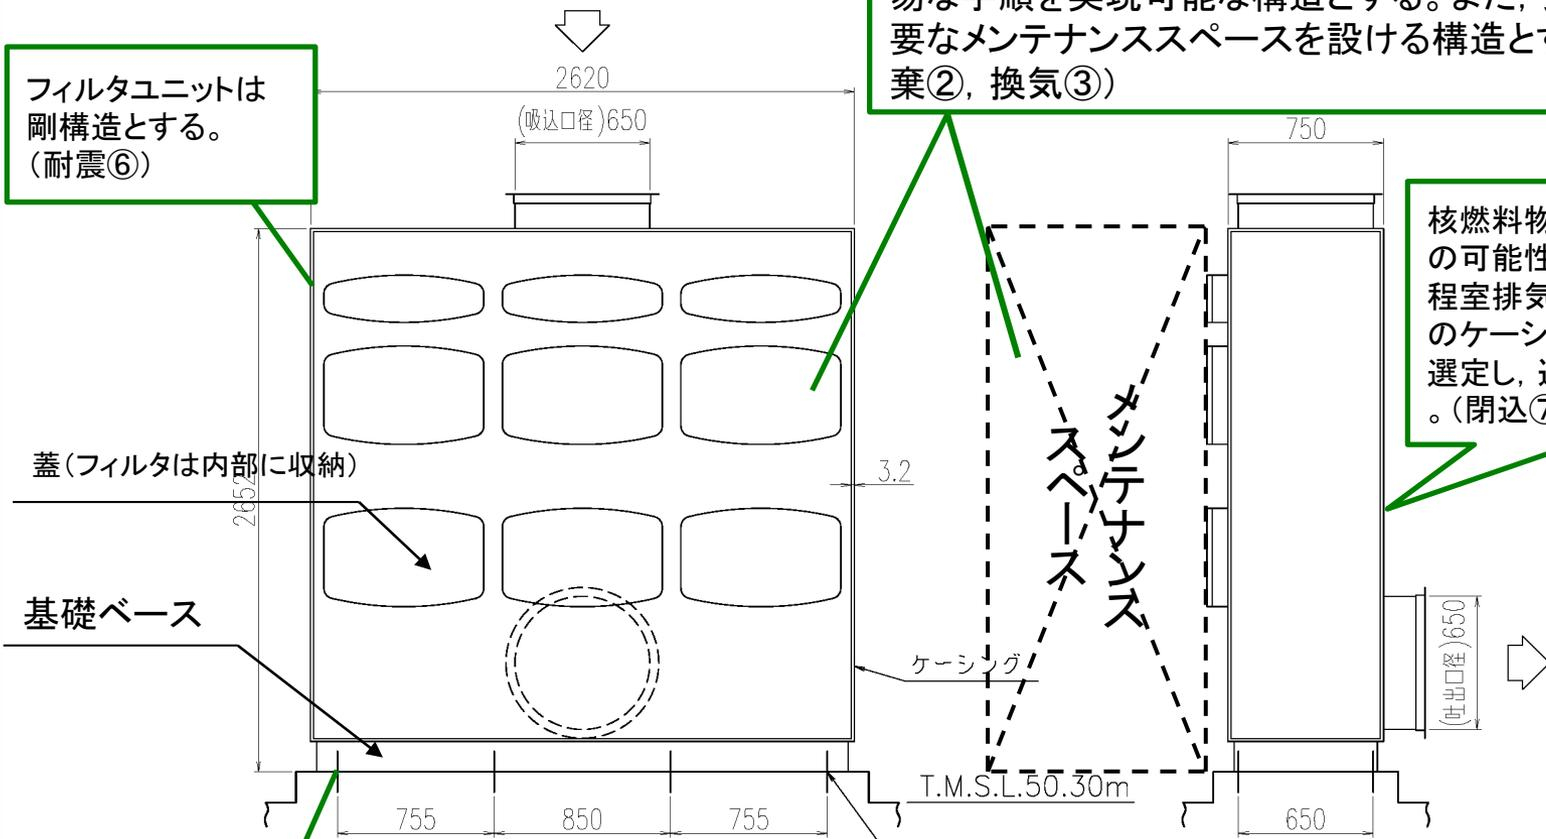 易な手順を実現可能な構造とする。また,
要なメンテナンススペースを設ける構造と
棄②, 換気③)
フィルタユニットは
剛構造とする。
(耐震⑥)
2620
(吸込口径)650
750
核燃料物
の可能性
程室排気
のケーシ
選定し,
。(閉込⑦
蓋(フィルタは内部に収納)
2652
3.2
メンテナンス
スペース
基礎ベース
ケーシング
(吐出口径)650
T.M.S.L.50.30m
755
850
755
650